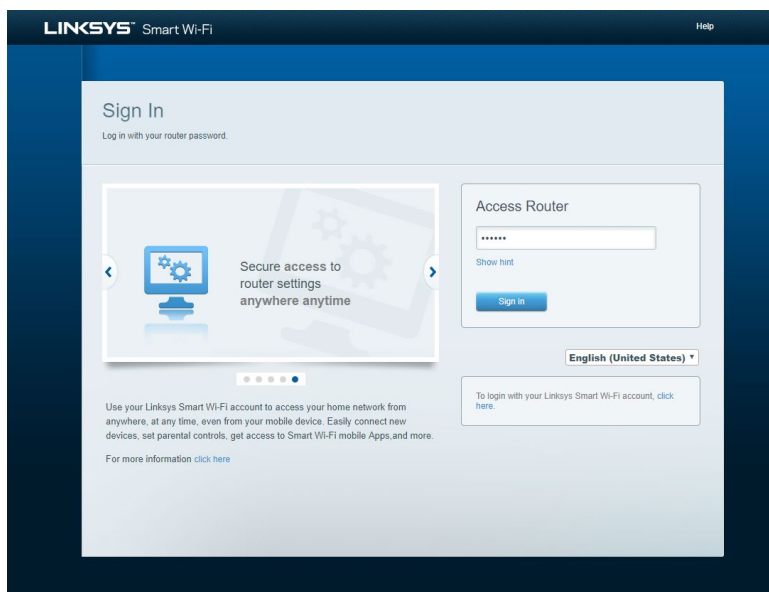 LINKSYS™ Smart Wi-Fi
Help
Sign In
Log in with your router password.
Secure access to
router settings
anywhere anytime
Use your Linksys Smart Wi-Fi account to access your home network from
anywhere, at any time, even from your mobile device. Easily connect new
devices, set parental controls, get access to Smart Wi-Fi mobile Apps,and more.
For more information click here
Access Router
••••••
Show hint
Sign in
English (United States)
To login with your Linksys Smart Wi-Fi account, click
here.